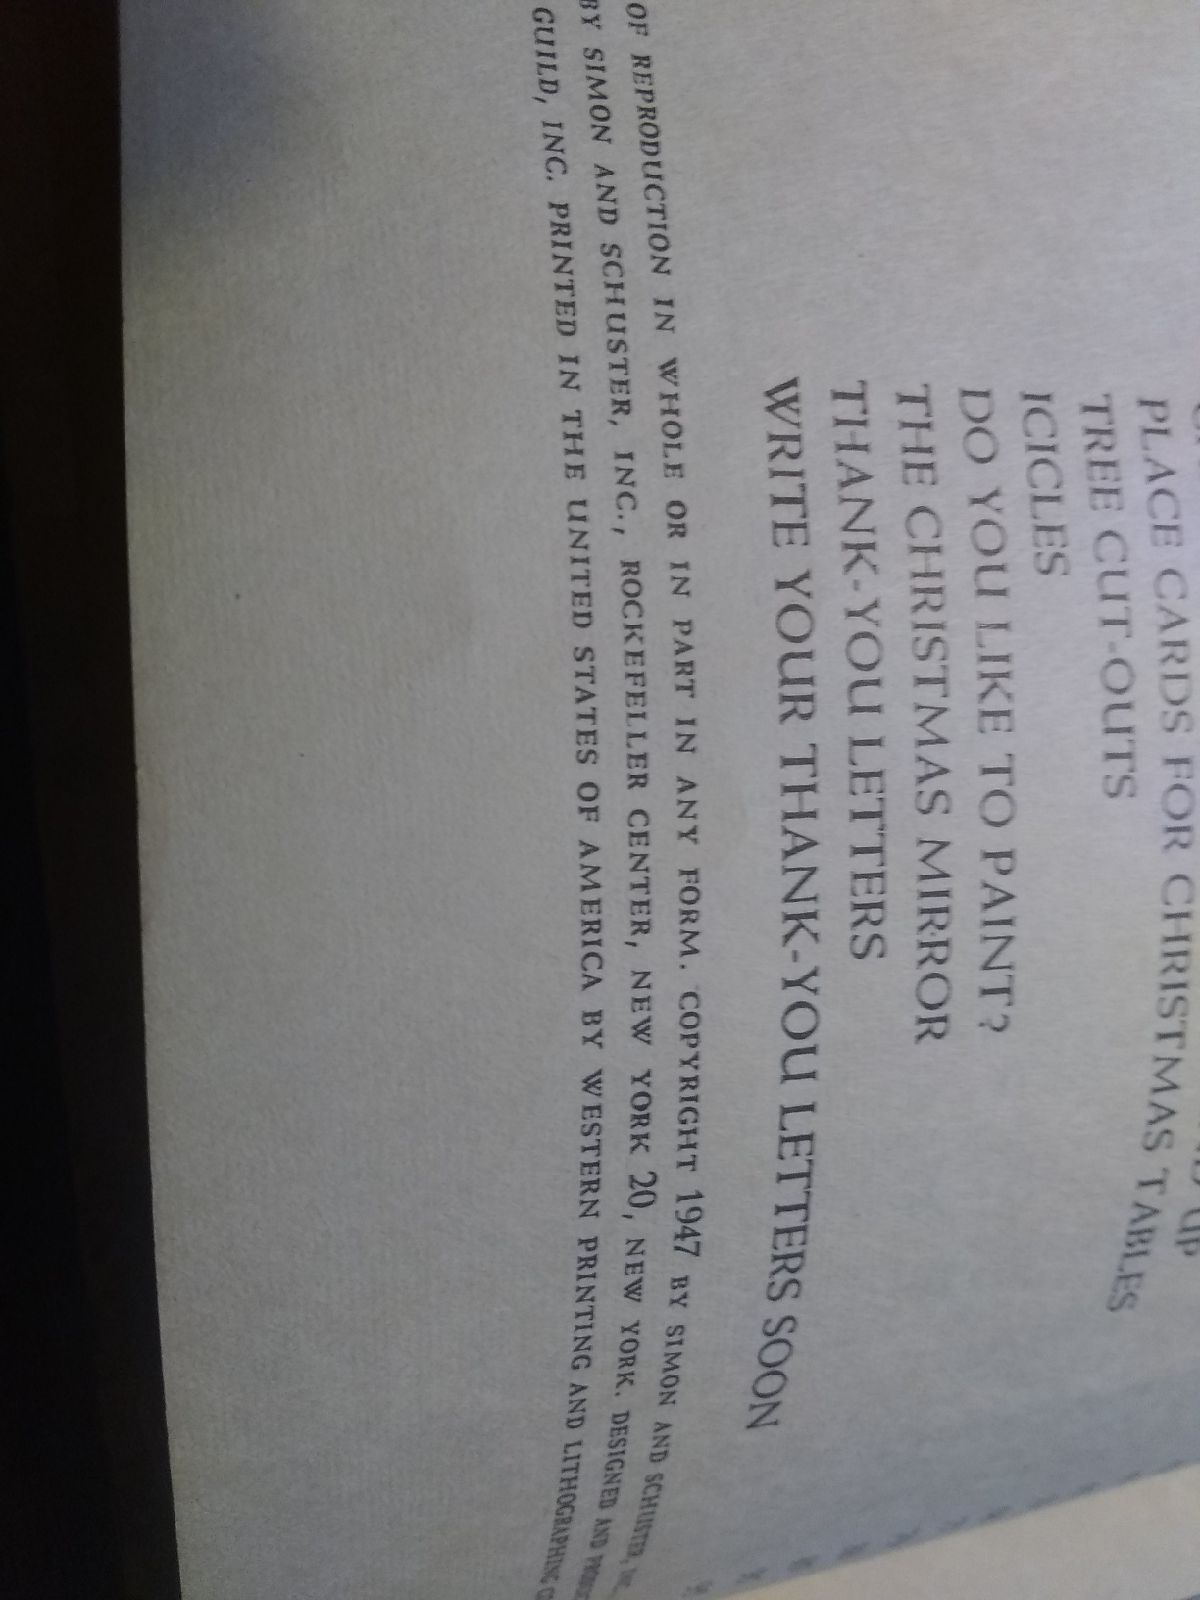 UP
PLACE CARDS FOR CHRISTMAS TABLES
TREE CUT-OUTS
ICICLES
DO YOU LIKE TO PAINT?
THE CHRISTMAS MIRROR
THANK-YOU LETTERS
WRITE YOUR THANK-YOU LETTERS SOON
OF REPRODUCTION IN WHOLE OR IN PART IN ANY FORM. COPYRIGHT 1947 BY SIMON AND SCHUSTER, INC.
BY SIMON AND SCHUSTER, INC., ROCKEFELLER CENTER, NEW YORK 20, NEW YORK. DESIGNED AND
GUILD, INC. PRINTED IN THE UNITED STATES OF AMERICA BY WESTERN PRINTING AND LITHOGRAPHING